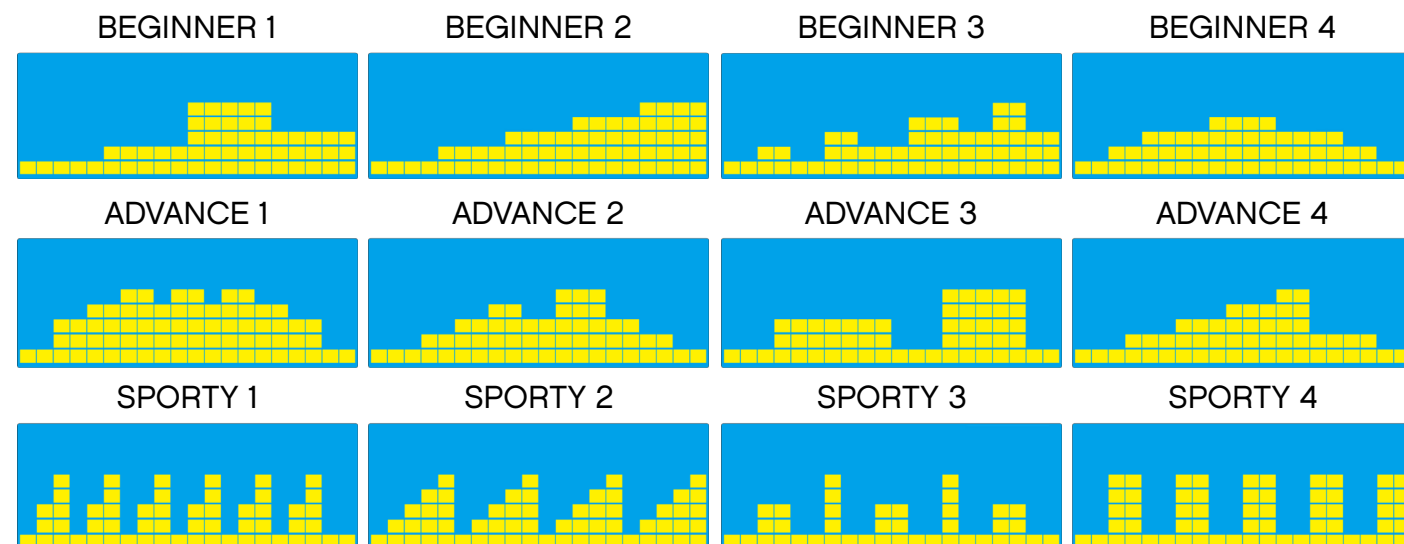 BEGINNER 1
BEGINNER 2
BEGINNER 3
BEGINNER 4
ADVANCE 1
ADVANCE 2
ADVANCE 3
ADVANCE 4
SPORTY 1
SPORTY 2
SPORTY 3
SPORTY 4